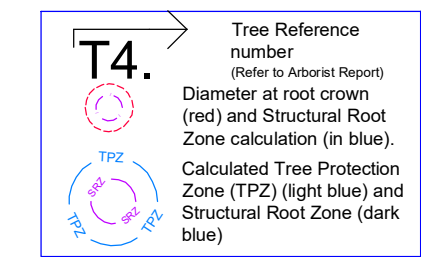 Tree Reference
number
T4.
(Refer to Arborist Report)
Diameter at root crown
(red) and Structural Root
Zone calculation (in blue).
Calculated Tree Protection
Zone (TPZ) (light blue) and
Structural Root Zone (dark
blue)
TPZ
SRZ
SRZ
TPZ
TPZ